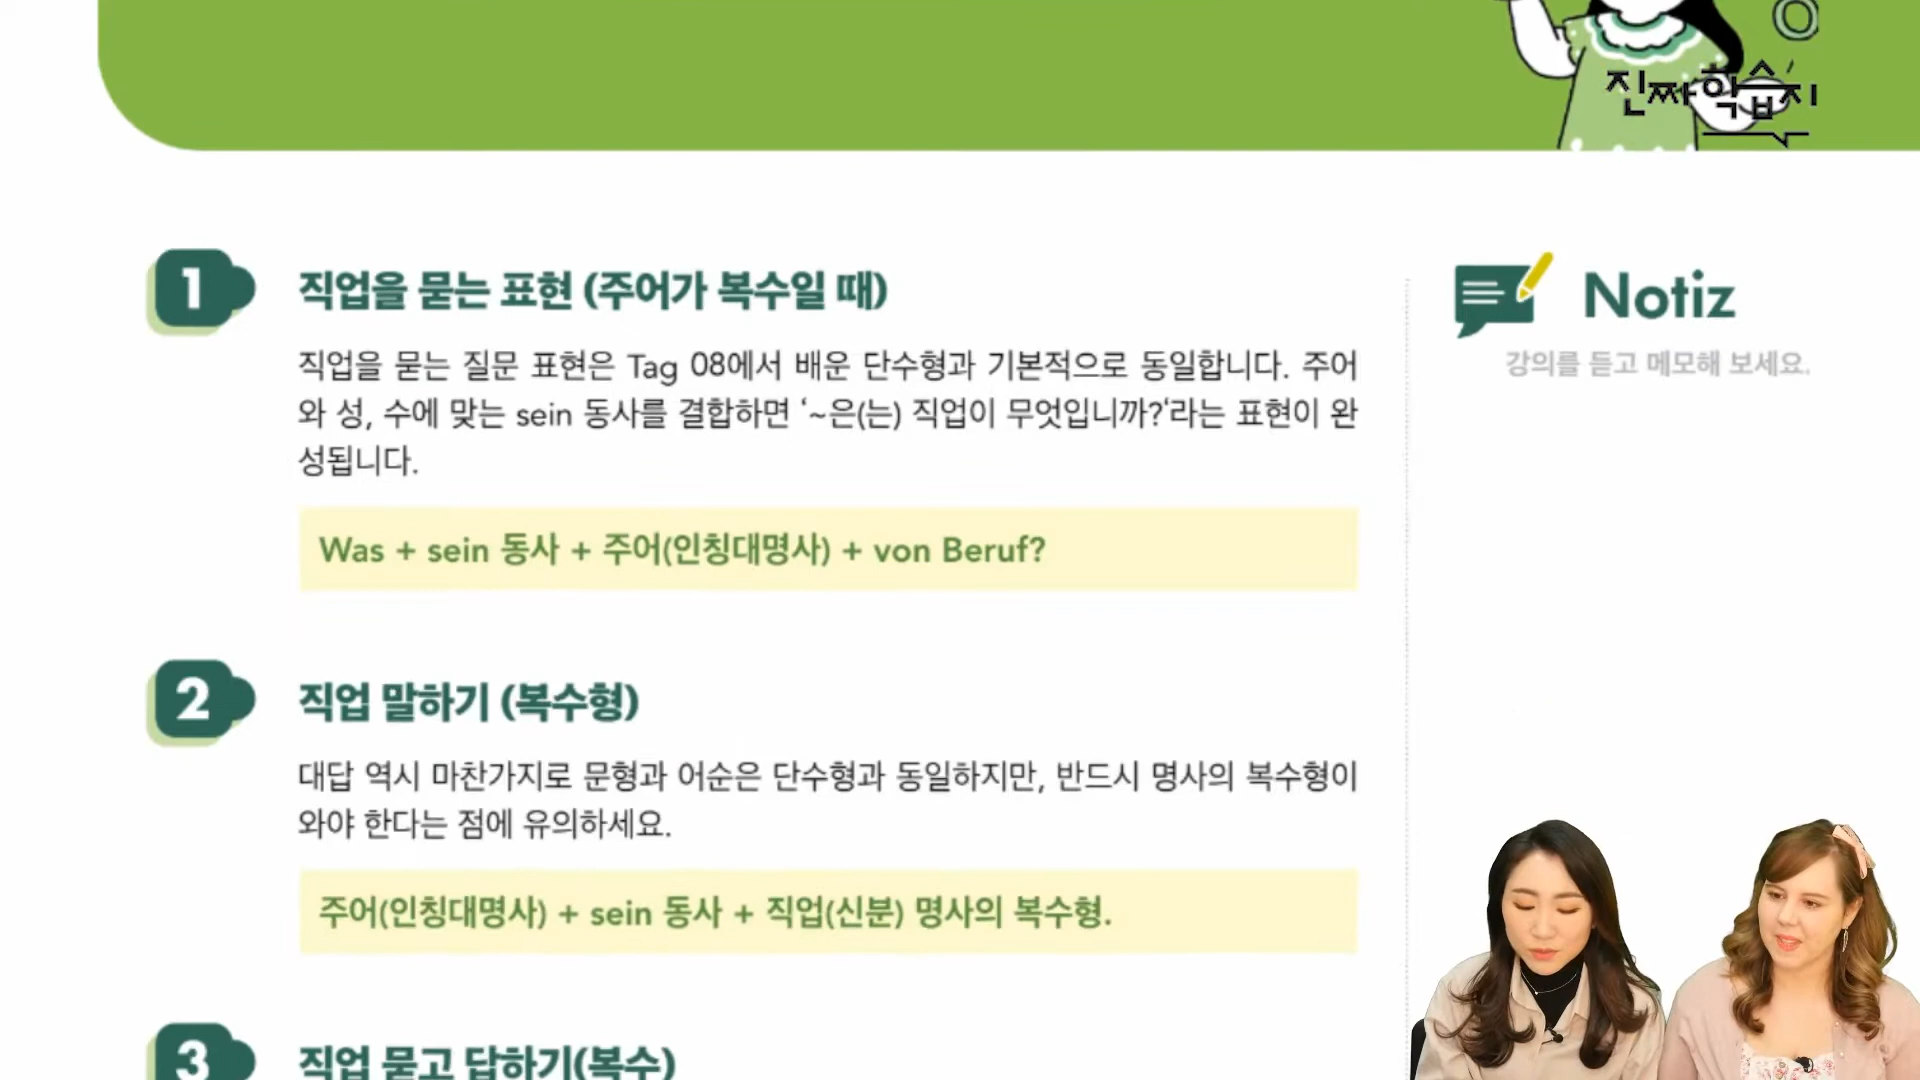 진짜학습지
1
직업을 묻는 표현 (주어가 복수일 때)
직업을 묻는 질문 표현은 Tag 08에서 배운 단수형과 기본적으로 동일합니다. 주어
와 성, 수에 맞는 sein 동사를 결합하면 ‘~은(는) 직업이 무엇입니까?‘라는 표현이 완
성됩니다.
Was + sein 동사 + 주어(인칭대명사) + von Beruf?
2
직업 말하기 (복수형)
대답 역시 마찬가지로 문형과 어순은 단수형과 동일하지만, 반드시 명사의 복수형이
와야 한다는 점에 유의하세요.
주어(인칭대명사) + sein 동사 + 직업(신분) 명사의 복수형.
3
직업 묻고 답하기(복수)
Notiz
강의를 듣고 메모해 보세요.